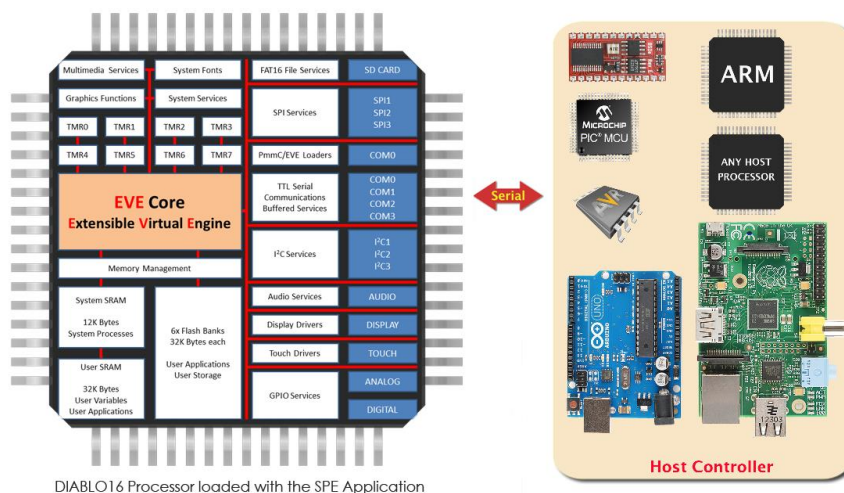 Multimedia Services
System Fonts
FAT16 File Services
SD CARD
Graphics Functions
System Services
SPI Services
SPI1
SPI2
SPI3
TMR0
TMR1
TMR2
TMR3
TMR4
TMR5
TMR6
TMR7
PmmC/EVE Loaders
COM0
EVE Core
Extensible Virtual Engine
TTL Serial
Communications
Buffered Services
COM0
COM1
COM2
COM3
I²C Services
I²C1
I²C2
I²C3
Memory Management
System SRAM
12K Bytes
System Processes
6x Flash Banks
32K Bytes each
User Applications
User Storage
User SRAM
32K Bytes
User Variables
User Applications
Audio Services
AUDIO
Display Drivers
DISPLAY
Touch Drivers
TOUCH
GPIO Services
ANALOG
DIGITAL
DIABLO16 Processor loaded with the SPE Application
Serial
ARM
MICROCHIP
PIC® MCU
ANY HOST
PROCESSOR
AVR
UNO
ARDUINO
12303
Host Controller